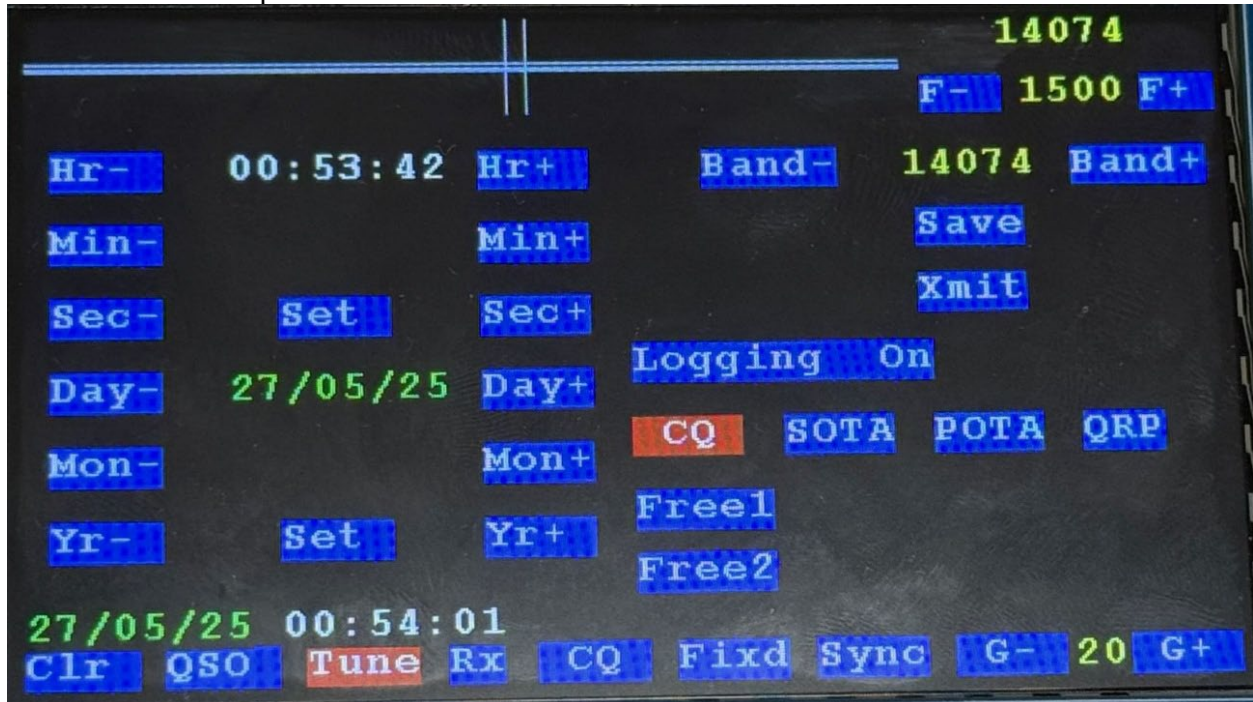 14074
F- 1500 F+
Hr- 00:53:42 Hr+ Band- 14074 Band+
Min- Min+ Save
Xmit
Sec- Set Sec+
Logging On
Day- 27/05/25 Day+
CQ SOTA POTA QRP
Mon- Mon+
Free1
Yr- Set Yr+
Free2
27/05/25 00:54:01
Clr QSO Tune Rx CQ Fixd Sync G- 20 G+